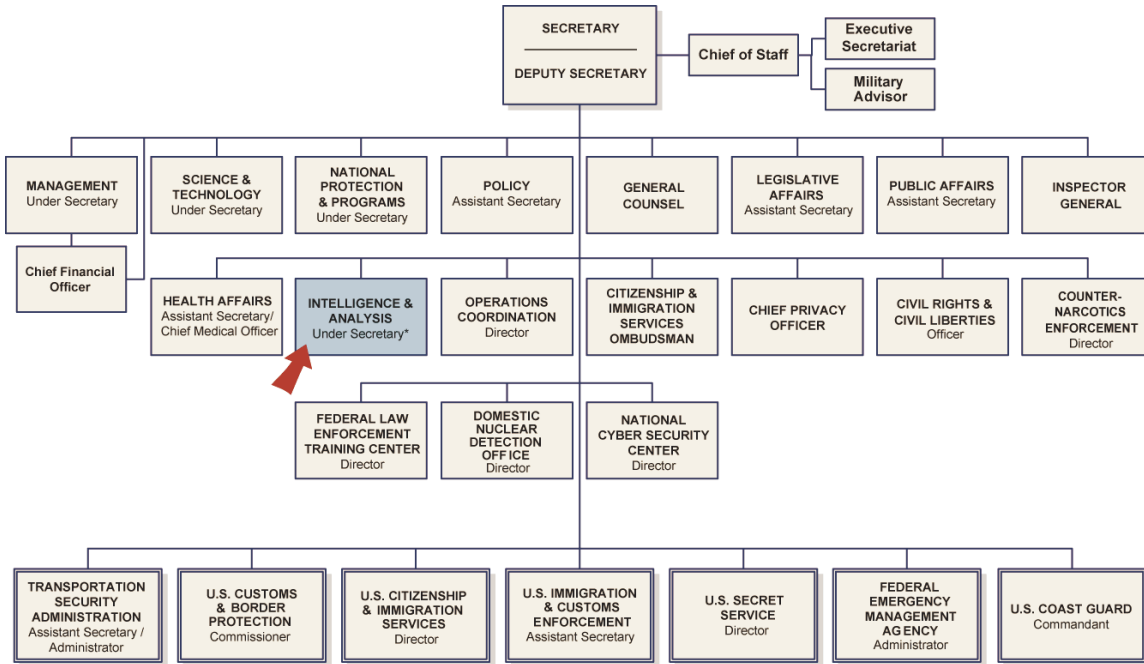 SECRETARY
DEPUTY SECRETARY
Chief of Staff
Executive
Secretariat
Military
Advisor
MANAGEMENT
Under Secretary
SCIENCE &
TECHNOLOGY
Under Secretary
NATIONAL
PROTECTION
& PROGRAMS
Under Secretary
POLICY
Assistant Secretary
GENERAL
COUNSEL
LEGISLATIVE
AFFAIRS
Assistant Secretary
PUBLIC AFFAIRS
Assistant Secretary
INSPECTOR
GENERAL
Chief Financial
Officer
HEALTH AFFAIRS
Assistant Secretary/
Chief Medical Officer
INTELLIGENCE &
ANALYSIS
Under Secretary*
OPERATIONS
COORDINATION
Director
CITIZENSHIP &
IMMIGRATION
SERVICES
OMBUDSMAN
CHIEF PRIVACY
OFFICER
CIVIL RIGHTS &
CIVIL LIBERTIES
Officer
COUNTER-
NARCOTICS
ENFORCEMENT
Director
FEDERAL LAW
ENFORCEMENT
TRAINING CENTER
Director
DOMESTIC
NUCLEAR
DETECTION
OFFICE
Director
NATIONAL
CYBER SECURITY
CENTER
Director
TRANSPORTATION
SECURITY
ADMINISTRATION
Assistant Secretary /
Administrator
U.S. CUSTOMS
& BORDER
PROTECTION
Commissioner
U.S. CITIZENSHIP
& IMMIGRATION
SERVICES
Director
U.S. IMMIGRATION
& CUSTOMS
ENFORCEMENT
Assistant Secretary
U.S. SECRET
SERVICE
Director
FEDERAL
EMERGENCY
MANAGEMENT
AGENCY
Administrator
U.S. COAST GUARD
Commandant